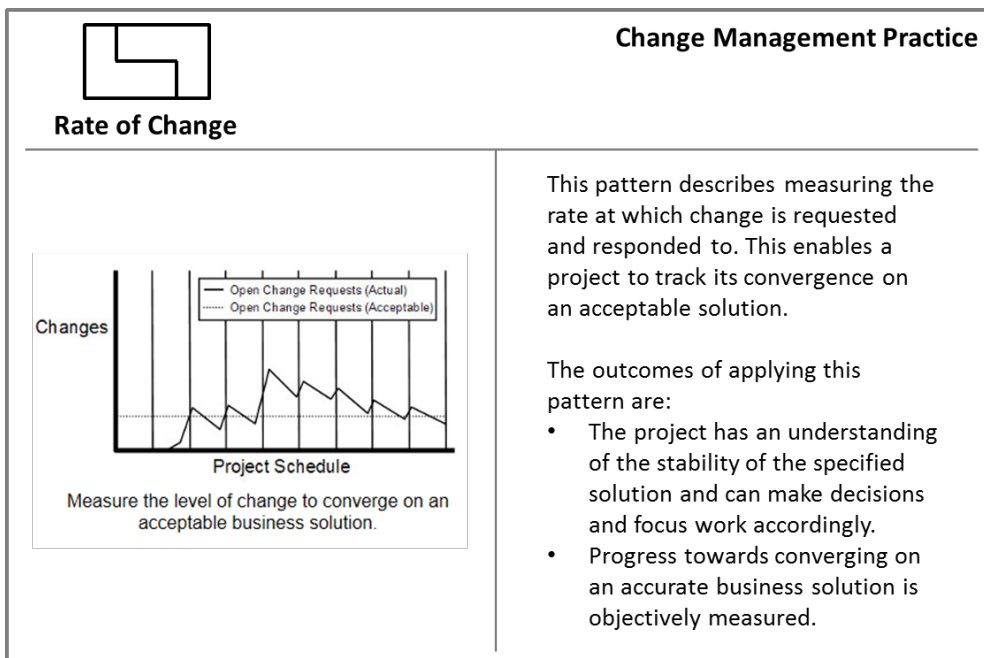 Change Management Practice
Rate of Change
Open Change Requests (Actual)
Open Change Requests (Acceptable)
Changes
Project Schedule
Measure the level of change to converge on an
acceptable business solution.
This pattern describes measuring the
rate at which change is requested
and responded to. This enables a
project to track its convergence on
an acceptable solution.
The outcomes of applying this
pattern are:
• The project has an understanding
of the stability of the specified
solution and can make decisions
and focus work accordingly.
• Progress towards converging on
an accurate business solution is
objectively measured.